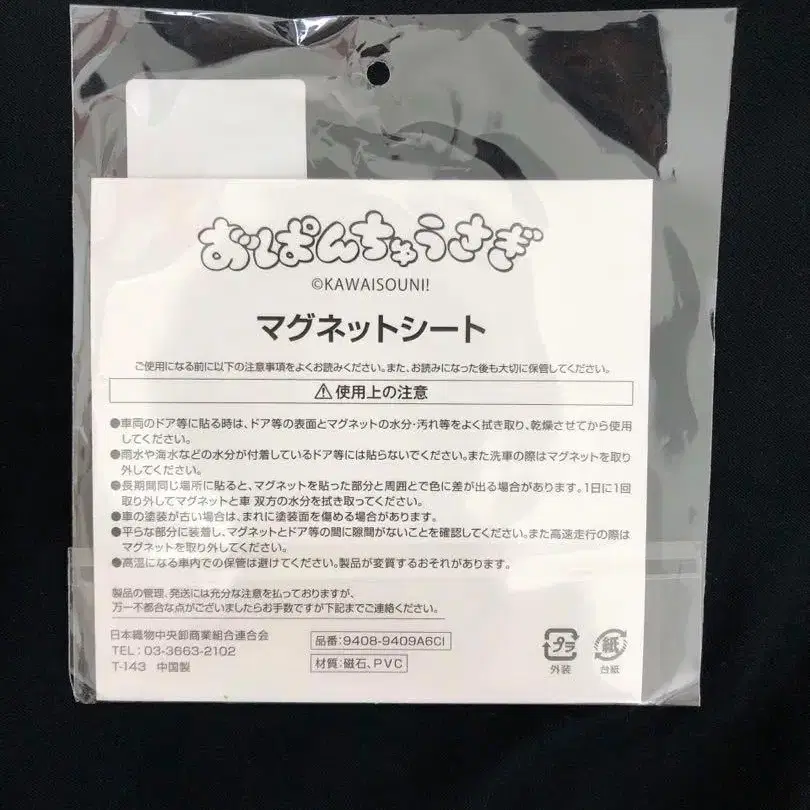 おぱんちゅうさぎ
©KAWAISOUNI!
マグネットシート
ご使用になる前に以下の注意事項をよくお読みください。また、お読みになった後も大切に保管してください。
⚠使用上の注意
●車両のドア等に貼る時は、ドア等の表面とマグネットの水分・汚れ等をよく拭き取り、乾燥させてから使用
してください。
●雨水や海水などの水分が付着しているドア等には貼らないでください。また洗車の際はマグネットを取り
外してください。
●長期間同じ場所に貼ると、マグネットを貼った部分と周囲とで色に差が出る場合があります。1日に1回
取り外してマグネットと車 双方の水分を拭き取ってください。
●車の塗装が古い場合は、まれに塗装面を傷める場合があります。
●平らな部分に装着し、マグネットとドア等の間に隙間がないことを確認してください。また高速走行の際は
マグネットを取り外してください。
●高温になる車内での保管は避けてください。製品が変質するおそれがあります。
製品の管理、発送には充分な注意を払っておりますが、
万一不都合な点がございましたらお手数ですが下記までご連絡ください。
日本織物中央卸商業組合連合会
TEL：03-3663-2102
T-143 中国製
品番：9408-9409A6CI
材質：磁石、PVC
プラ
外装
紙
台紙